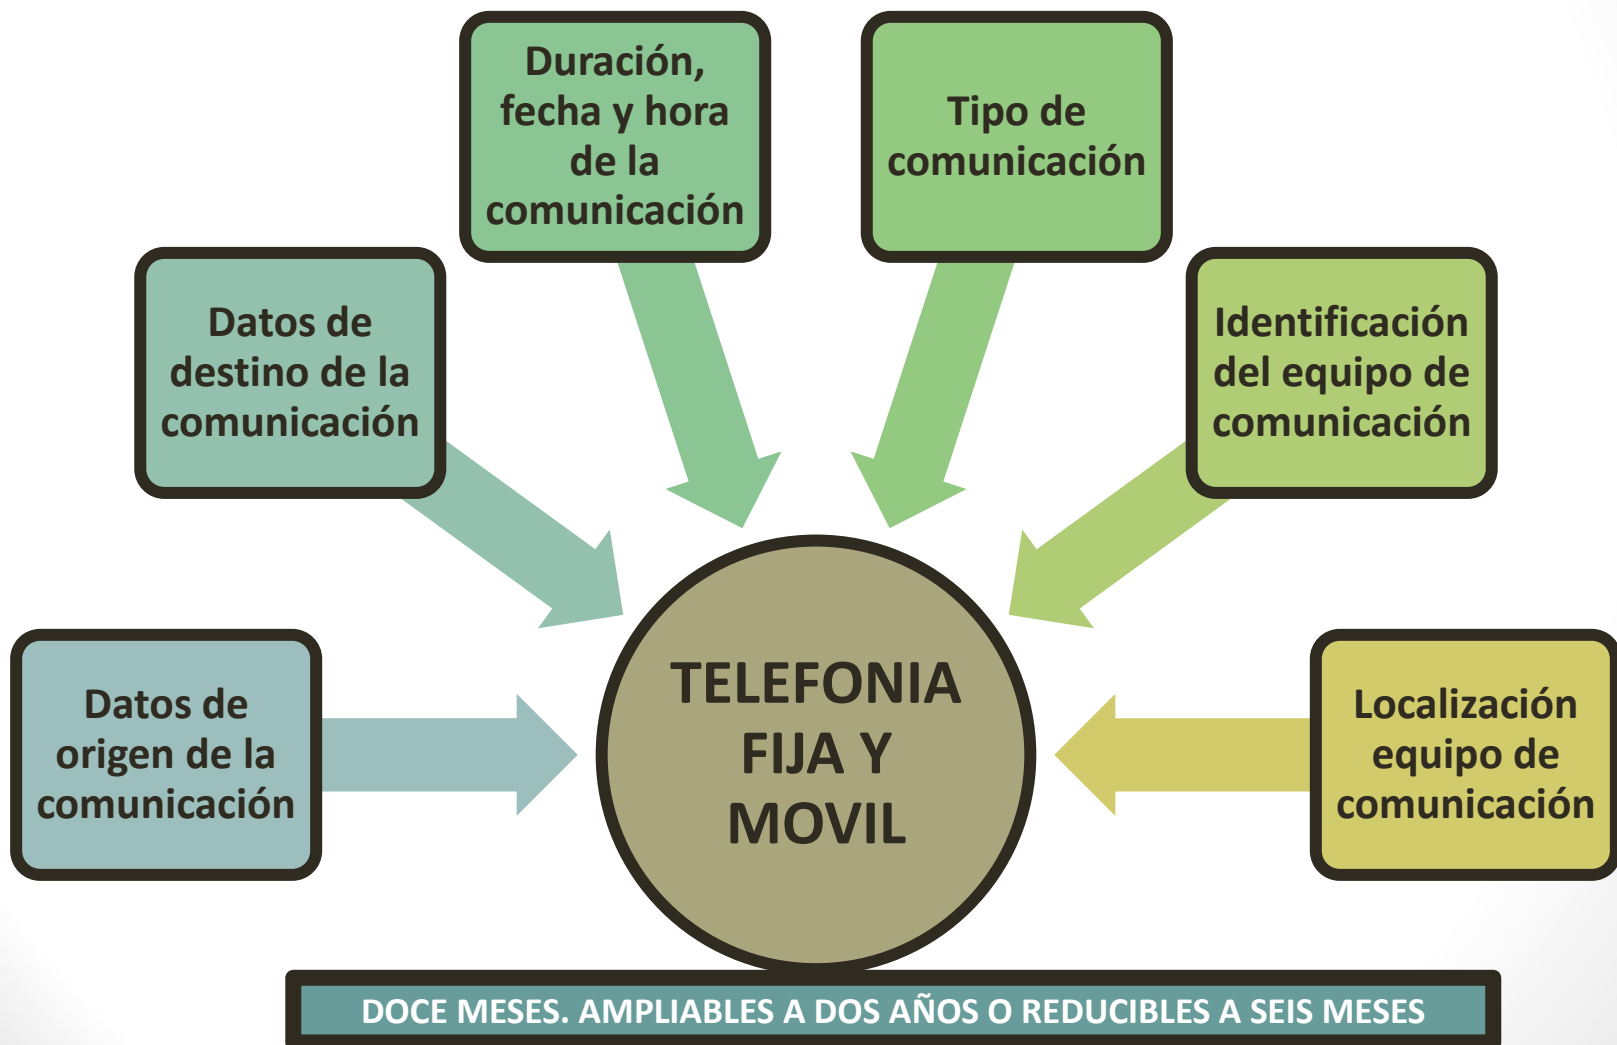 Duración,
fecha y hora
de la
comunicación
Tipo de
comunicación
Datos de
destino de la
comunicación
Identificación
del equipo de
comunicación
Datos de
origen de la
comunicación
TELEFONIA
FIJA Y
MOVIL
Localización
equipo de
comunicación
DOCE MESES. AMPLIABLES A DOS AÑOS O REDUCIBLES A SEIS MESES